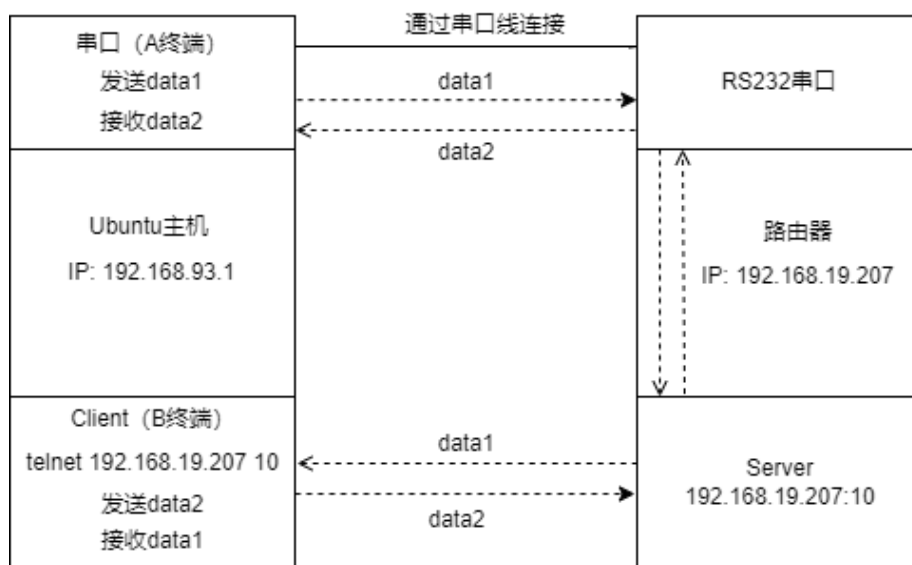 通过串口线连接
串口（A终端）
发送data1
接收data2
data1
data2
RS232串口
Ubuntu主机
IP: 192.168.93.1
路由器
IP: 192.168.19.207
Client（B终端）
telnet 192.168.19.207 10
发送data2
接收data1
data1
data2
Server
192.168.19.207:10